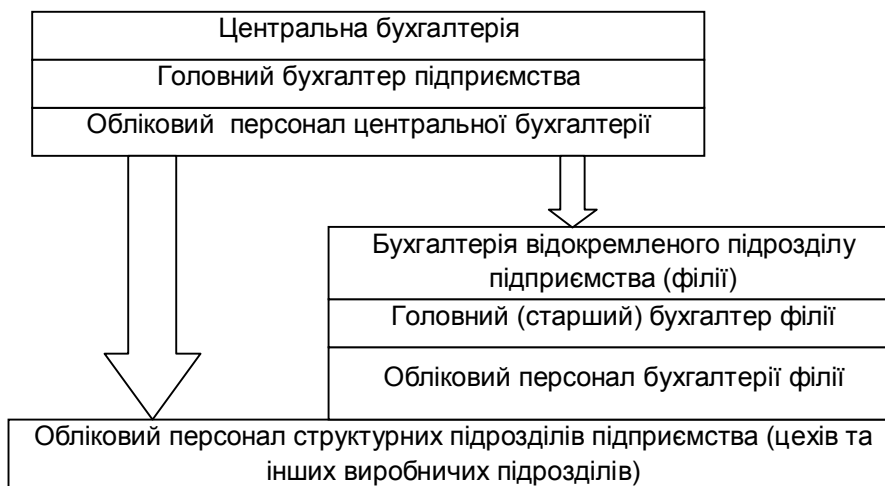 Центральна бухгалтерія
Головний бухгалтер підприємства
Обліковий персонал центральної бухгалтерії
Бухгалтерія відокремленого підрозділу
підприємства (філії)
Головний (старший) бухгалтер філії
Обліковий персонал бухгалтерії філії
Обліковий персонал структурних підрозділів підприємства (цехів та
інших виробничих підрозділів)